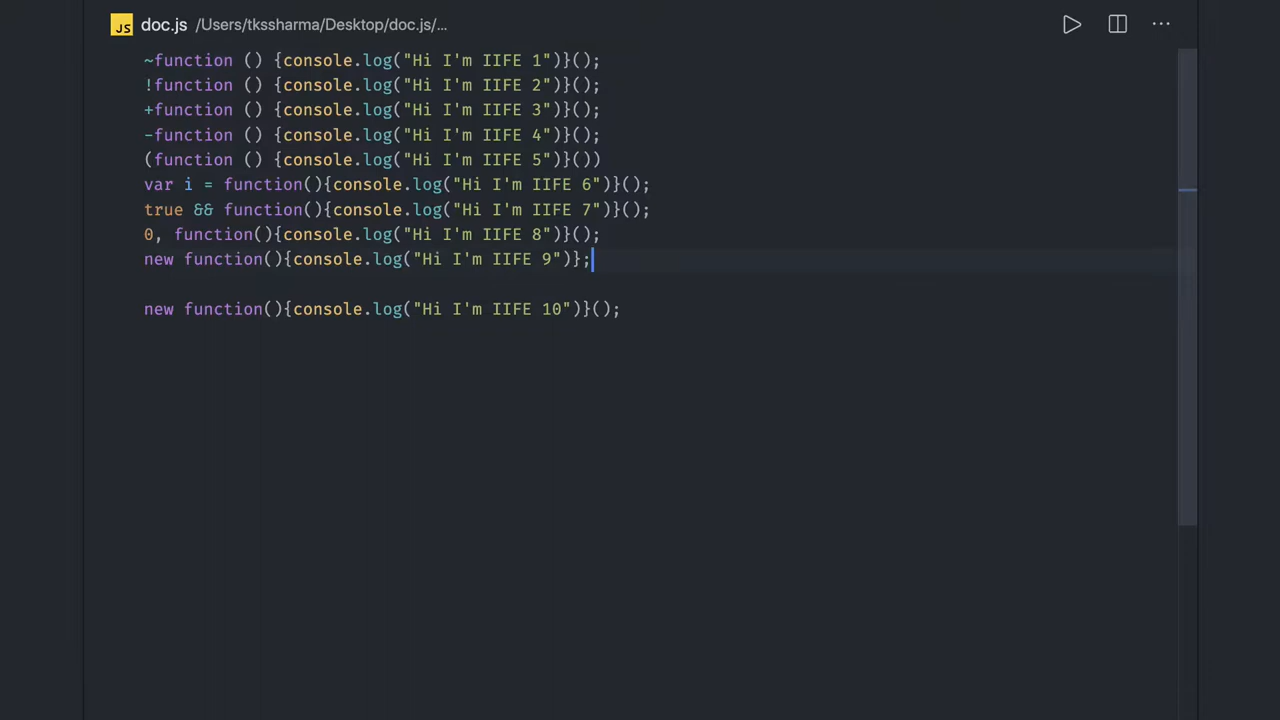 JS doc.js /Users/tkssharma/Desktop/doc.js/...
~function () {console.log("Hi I'm IIFE 1")}();
!function () {console.log("Hi I'm IIFE 2")}();
+function () {console.log("Hi I'm IIFE 3")}();
-function () {console.log("Hi I'm IIFE 4")}();
(function () {console.log("Hi I'm IIFE 5")}())
var i = function(){console.log("Hi I'm IIFE 6")}();
true && function(){console.log("Hi I'm IIFE 7")}();
0, function(){console.log("Hi I'm IIFE 8")}();
new function(){console.log("Hi I'm IIFE 9")};
new function(){console.log("Hi I'm IIFE 10")}();